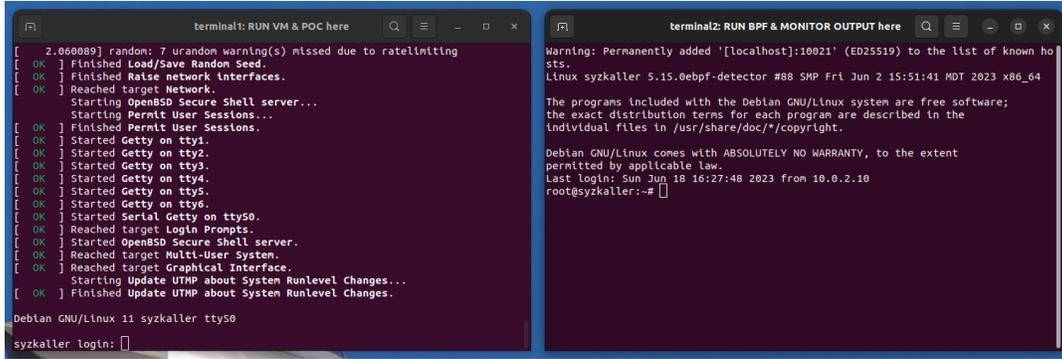 terminal1: RUN VM & POC here
[    2.060089] random: 7 urandom warning(s) missed due to ratelimiting
[  OK  ] Finished Load/Save Random Seed.
[  OK  ] Finished Raise network interfaces.
[  OK  ] Reached target Network.
         Starting OpenBSD Secure Shell server...
         Starting Permit User Sessions...
[  OK  ] Finished Permit User Sessions.
[  OK  ] Started Getty on tty1.
[  OK  ] Started Getty on tty2.
[  OK  ] Started Getty on tty3.
[  OK  ] Started Getty on tty4.
[  OK  ] Started Getty on tty5.
[  OK  ] Started Getty on tty6.
[  OK  ] Started Serial Getty on ttyS0.
[  OK  ] Reached target Login Prompts.
[  OK  ] Started OpenBSD Secure Shell server.
[  OK  ] Reached target Multi-User System.
[  OK  ] Reached target Graphical Interface.
         Starting Update UTMP about System Runlevel Changes...
[  OK  ] Finished Update UTMP about System Runlevel Changes.
Debian GNU/Linux 11 syzkaller ttyS0
syzkaller login:
terminal2: RUN BPF & MONITOR OUTPUT here
Warning: Permanently added '[localhost]:10021' (ED25519) to the list of known ho
sts.
Linux syzkaller 5.15.0ebpf-detector #88 SMP Fri Jun 2 15:51:41 MDT 2023 x86_64
The programs included with the Debian GNU/Linux system are free software;
the exact distribution terms for each program are described in the
individual files in /usr/share/doc/*/copyright.
Debian GNU/Linux comes with ABSOLUTELY NO WARRANTY, to the extent
permitted by applicable law.
Last login: Sun Jun 18 16:27:48 2023 from 10.0.2.10
root@syzkaller:~#